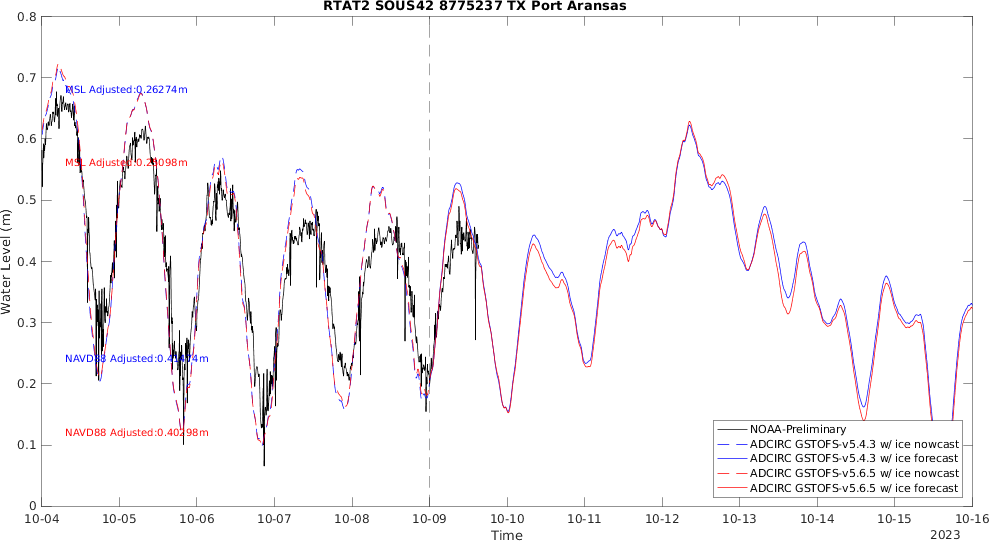 RTAT2 SOUS42 8775237 TX Port Aransas
Water Level (m)
0.8
0.7
0.6
0.5
0.4
0.3
0.2
0.1
0
MSL Adjusted:0.26274m
MSL Adjusted:
NAVD88
NAVD88 Adjusted:0.40298m
NOAA-Preliminary
ADCIRC GSTOFS-v5.4.3 w/ ice nowcast
ADCIRC GSTOFS-v5.4.3 w/ ice forecast
ADCIRC GSTOFS-v5.6.5 w/ ice nowcast
ADCIRC GSTOFS-v5.6.5 w/ ice forecast
10-04 10-05 10-06 10-07 10-08 10-09 10-10 10-11 10-12 10-13 10-14 10-15 10-16
Time
2023